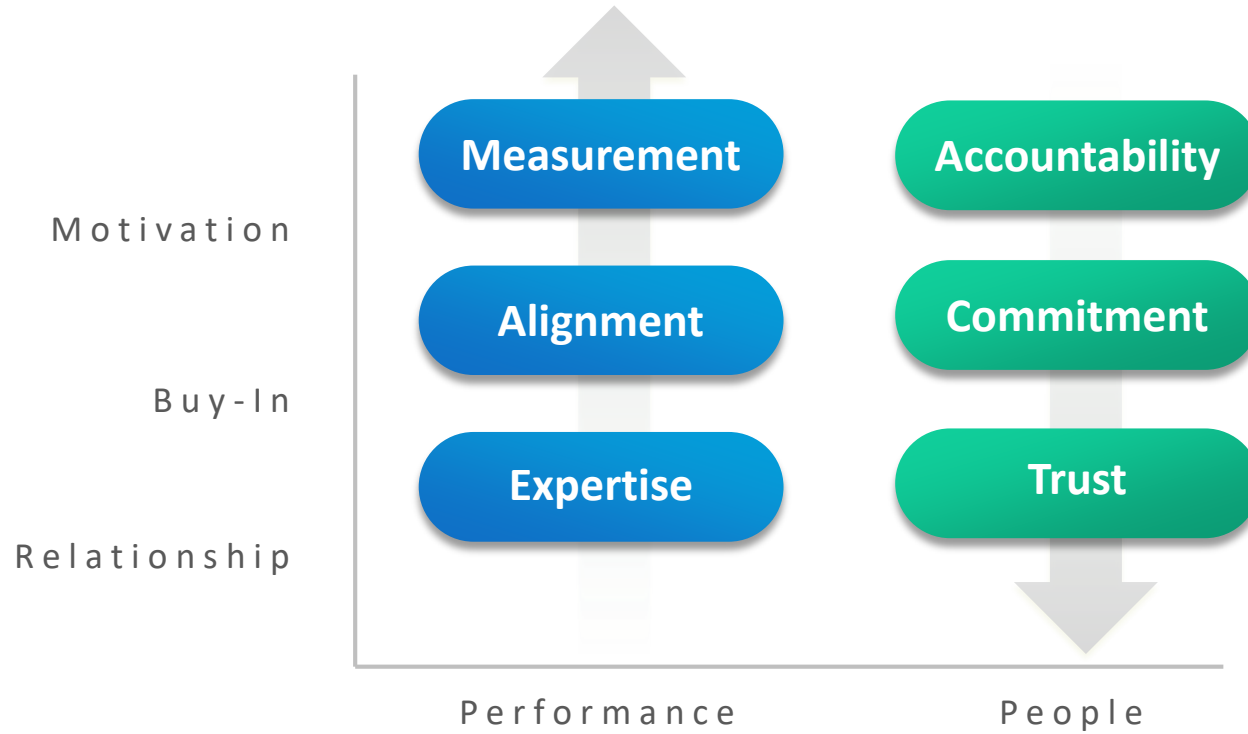 Measurement
Accountability
Motivation
Alignment
Commitment
Buy-In
Expertise
Trust
Relationship
Performance
People